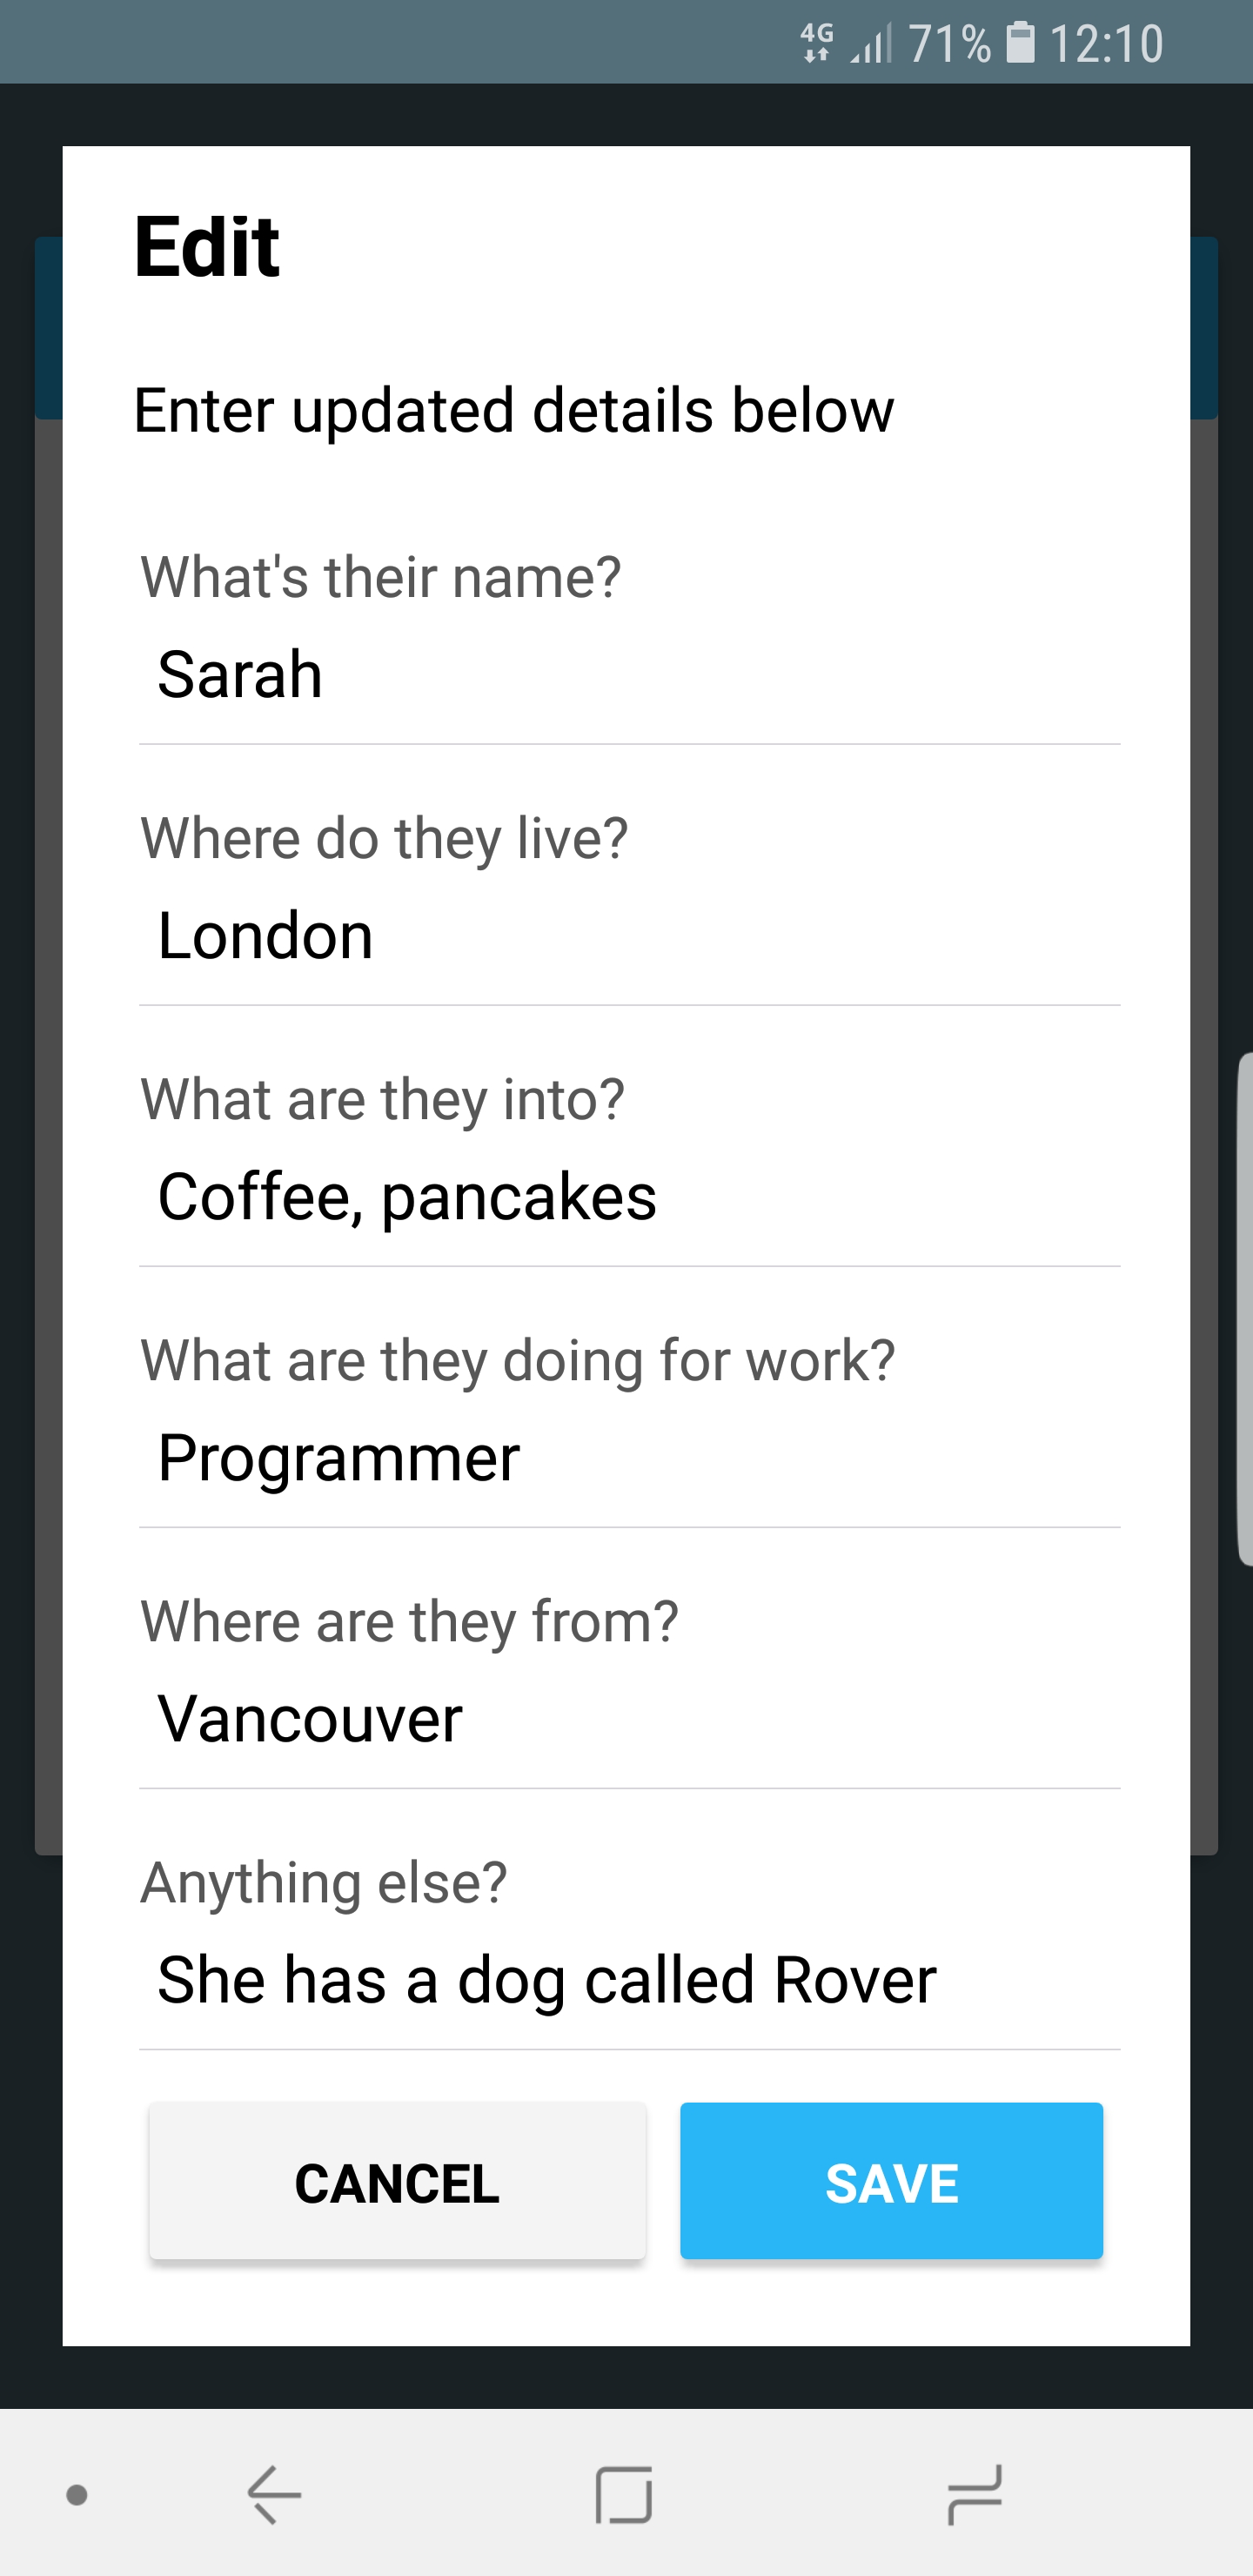 4G 71% 12:10
Edit
Enter updated details below
What's their name?
Sarah
Where do they live?
London
What are they into?
Coffee, pancakes
What are they doing for work?
Programmer
Where are they from?
Vancouver
Anything else?
She has a dog called Rover
CANCEL SAVE